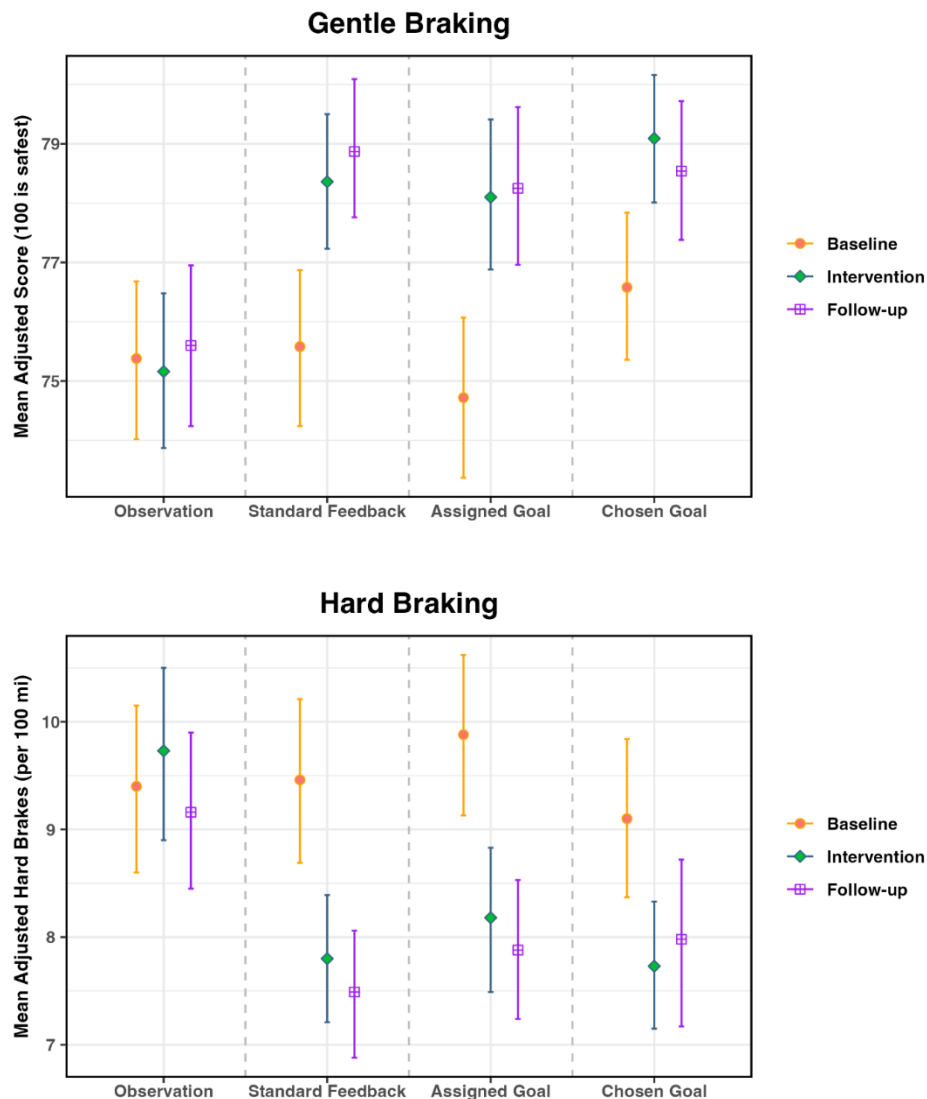 Gentle Braking
Mean Adjusted Score (100 is safest)
79
77
75
Observation
Standard Feedback
Assigned Goal
Chosen Goal
Baseline
Intervention
Follow-up
Hard Braking
Mean Adjusted Hard Brakes (per 100 mi)
10
9
8
7
Observation
Standard Feedback
Assigned Goal
Chosen Goal
Baseline
Intervention
Follow-up